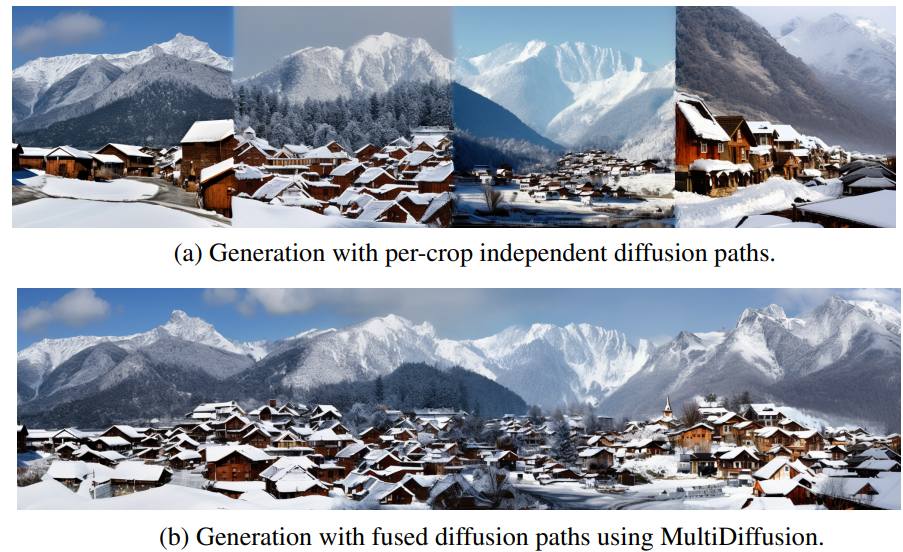 (a) Generation with per-crop independent diffusion paths.
(b) Generation with fused diffusion paths using MultiDiffusion.